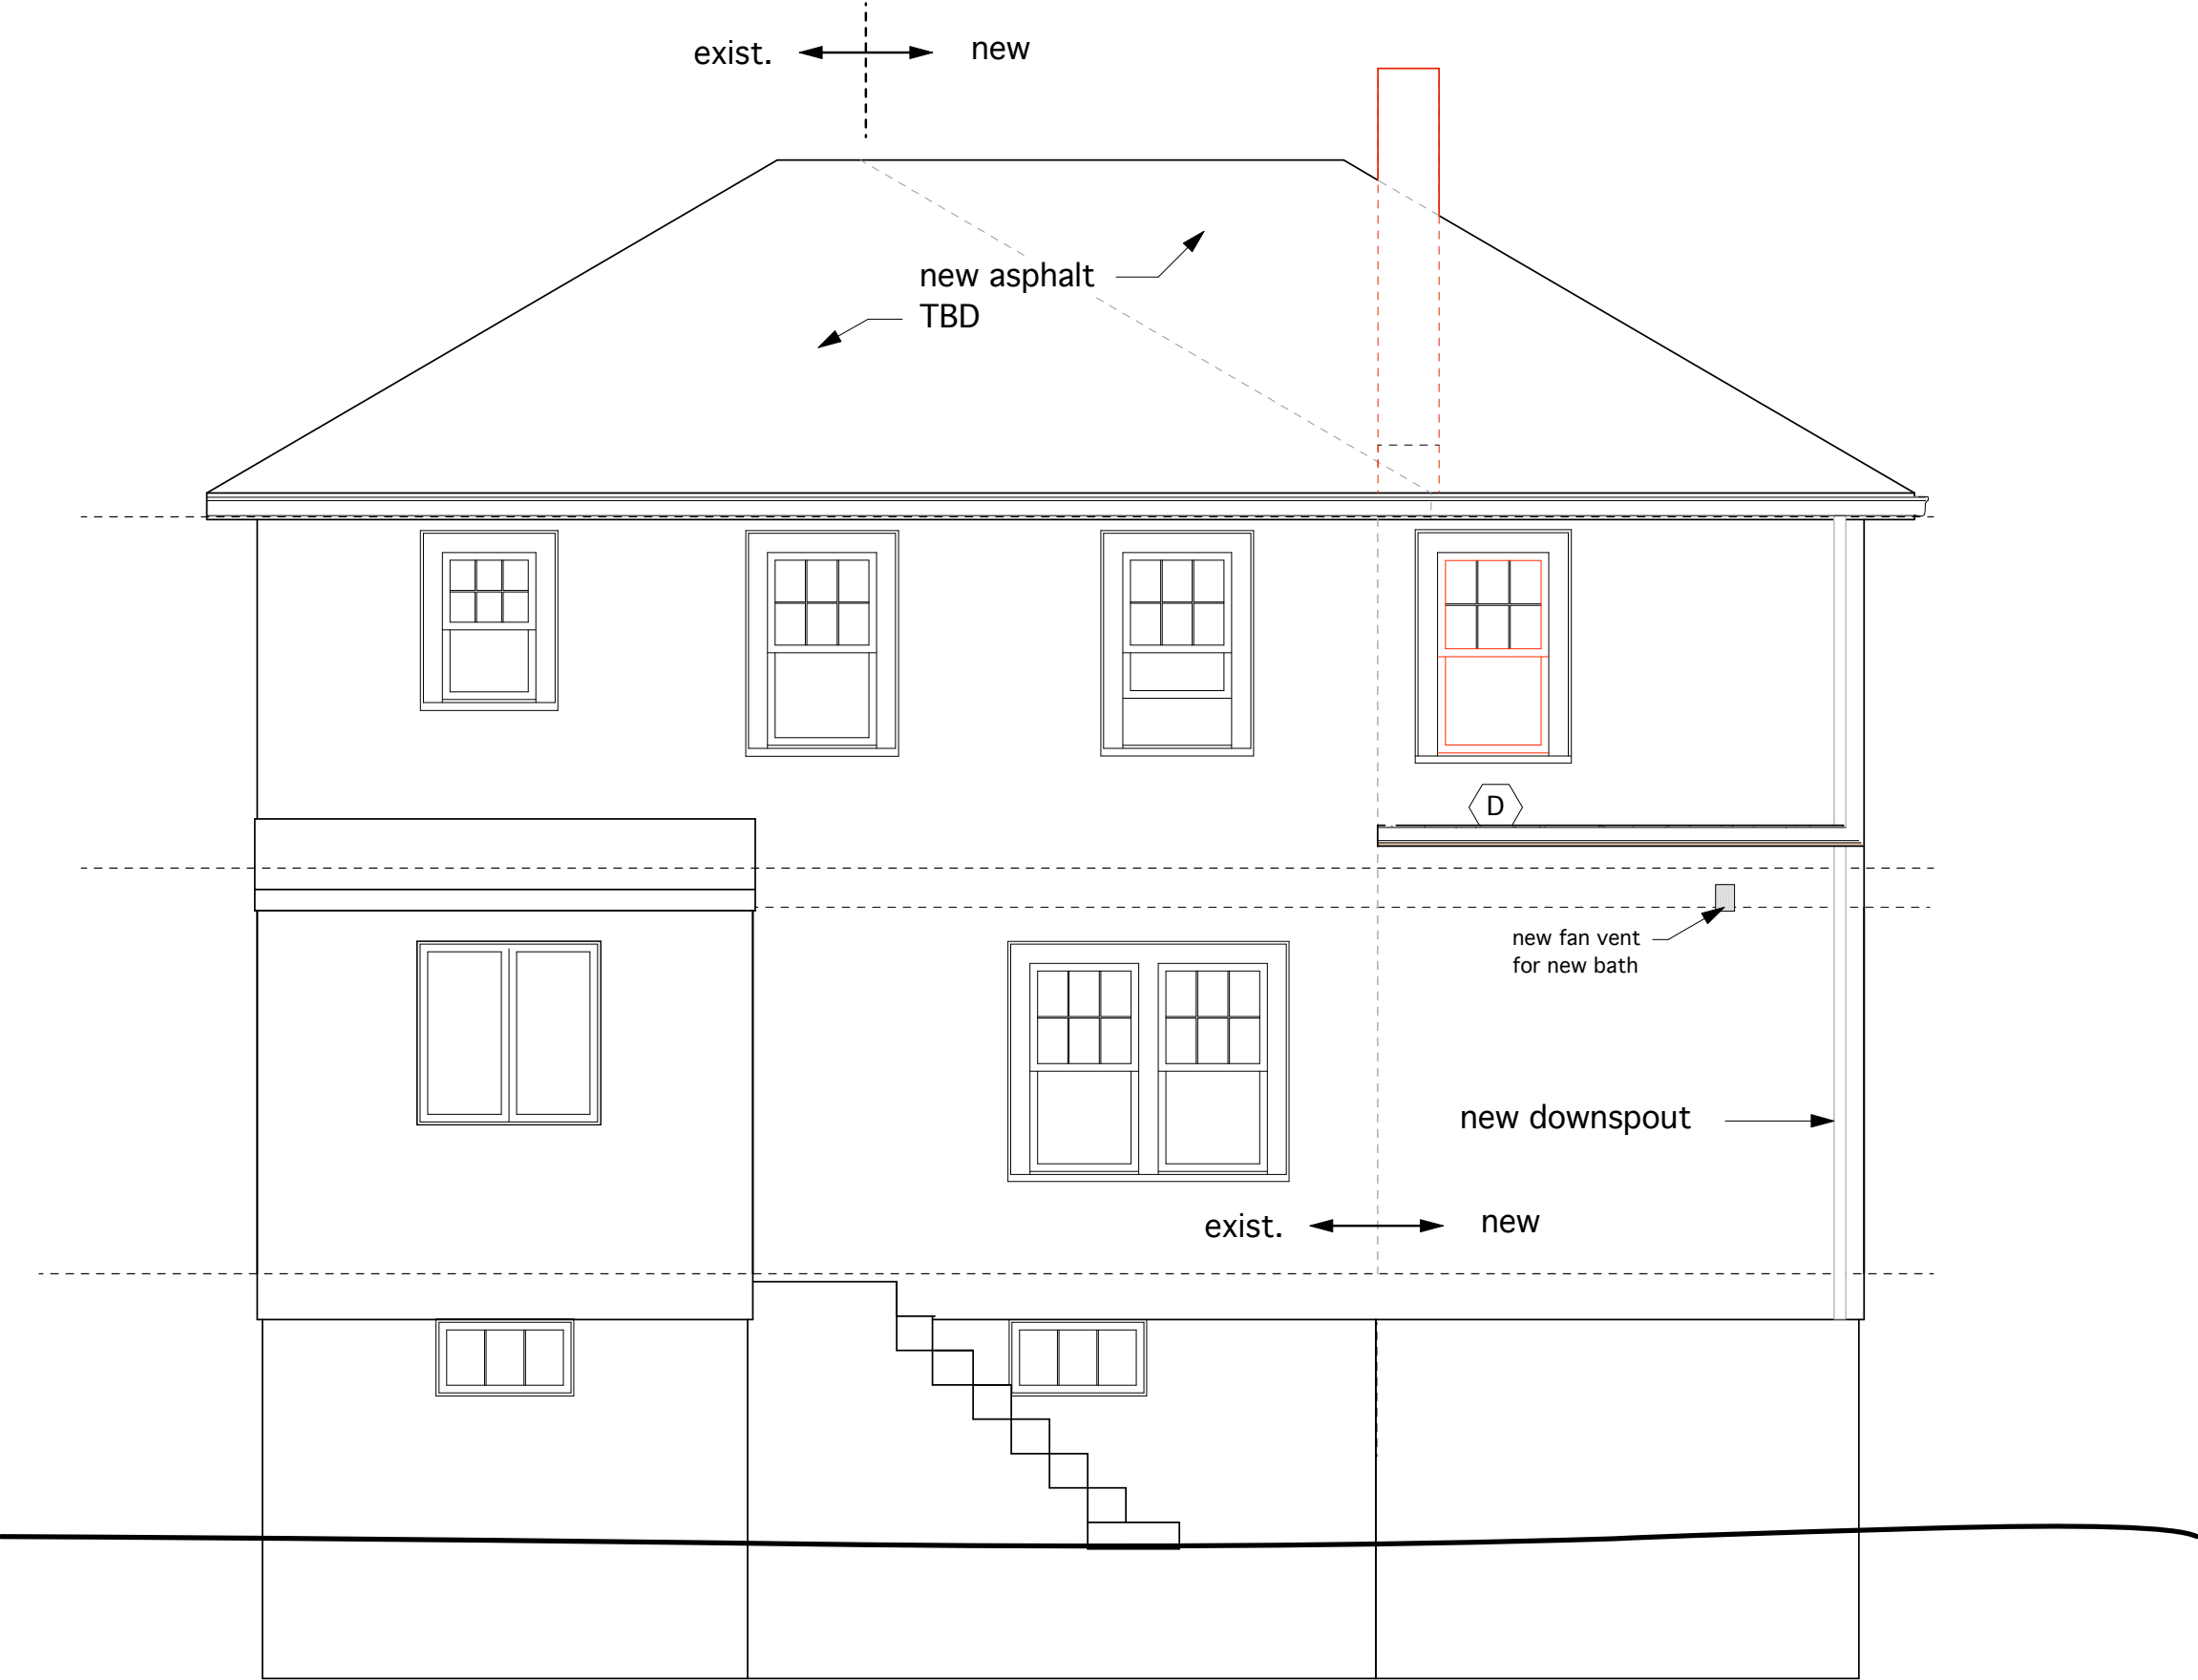 exist.
new
new asphalt
TBD
D
new fan vent
for new bath
new downspout
exist.
new